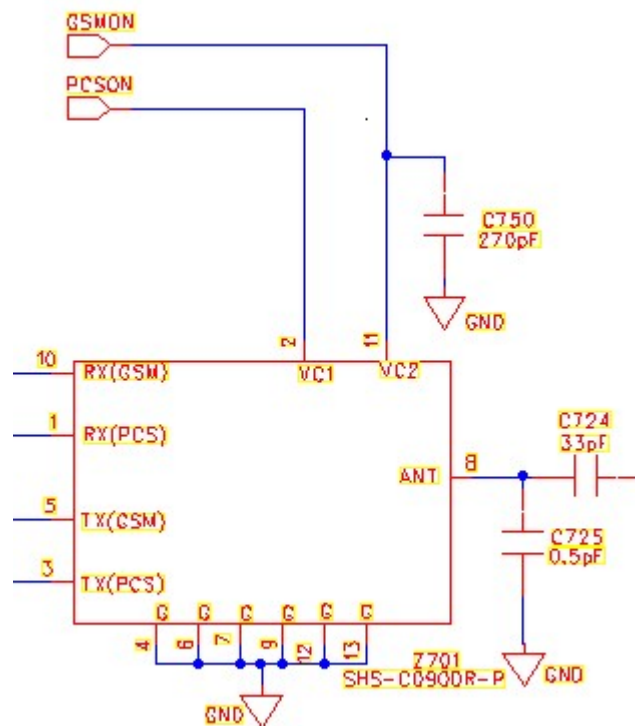 GSMON
PCSON
C750
270pF
GND
2
11
10
RX(GSM)
VC1
VC2
1
RX(PCS)
C724
33pF
ANT
8
5
TX(GSM)
C725
0.5pF
3
TX(PCS)
G G G G G G
4 6 7 9 12 13
Z701
SHS-C090DR-P
GND
GND